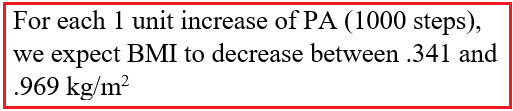 For each 1 unit increase of PA (1000 steps),
we expect BMI to decrease between .341 and
.969 kg/m²